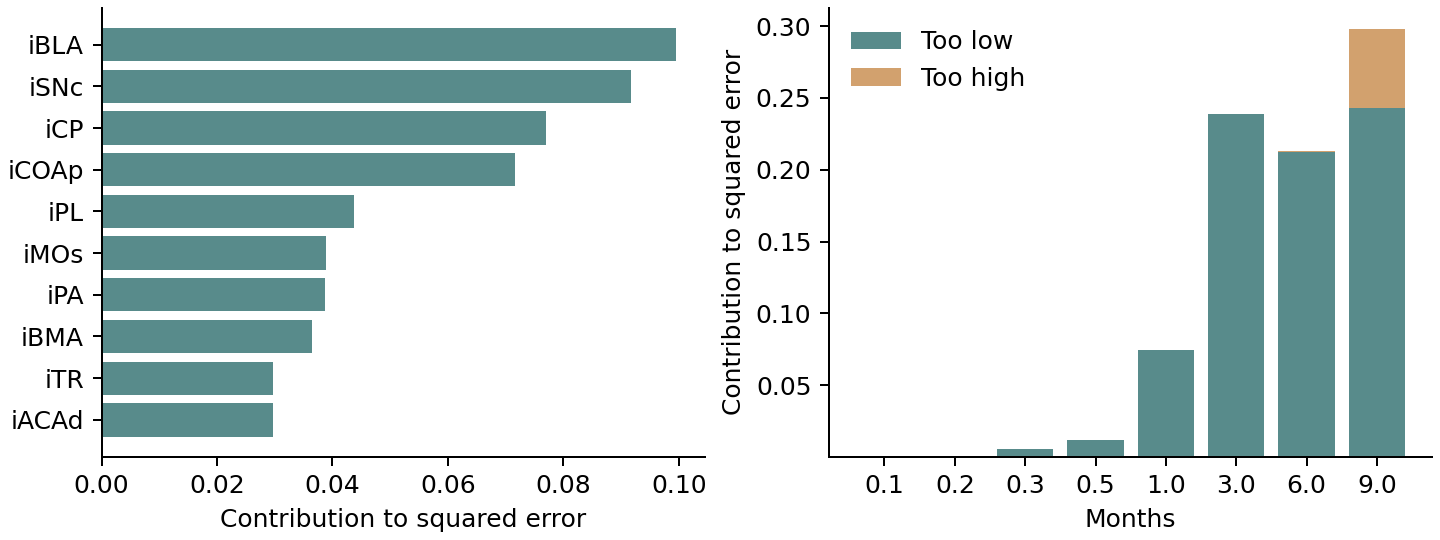 iBLA
iSNc
iCP
iCOAp
iPL
iMOs
iPA
iBMA
iTR
iACAd
0.00 0.02 0.04 0.06 0.08 0.10
Contribution to squared error
Contribution to squared error
0.30
0.25
0.20
0.15
0.10
0.05
Too low
Too high
0.1 0.2 0.3 0.5 1.0 3.0 6.0 9.0
Months